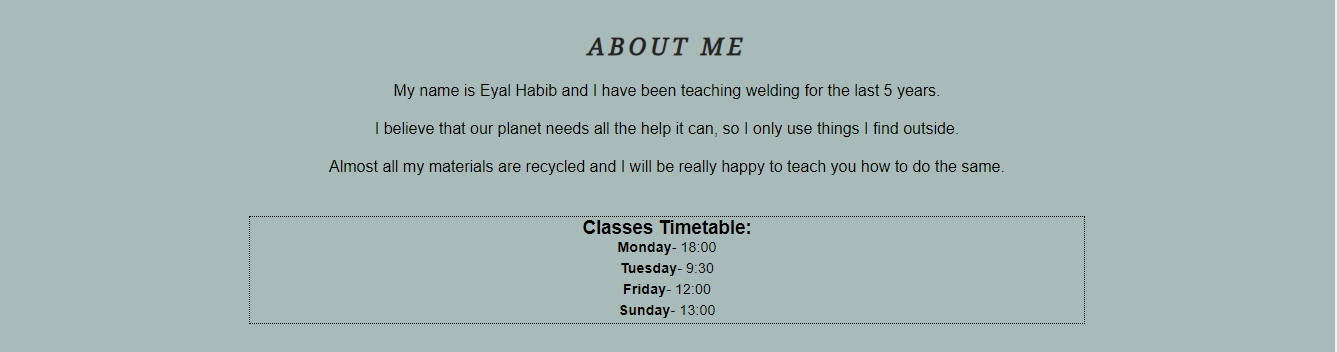 ABOUT ME
My name is Eyal Habib and I have been teaching welding for the last 5 years.
I believe that our planet needs all the help it can, so I only use things I find outside.
Almost all my materials are recycled and I will be really happy to teach you how to do the same.
Classes Timetable:
Monday- 18:00
Tuesday- 9:30
Friday- 12:00
Sunday- 13:00